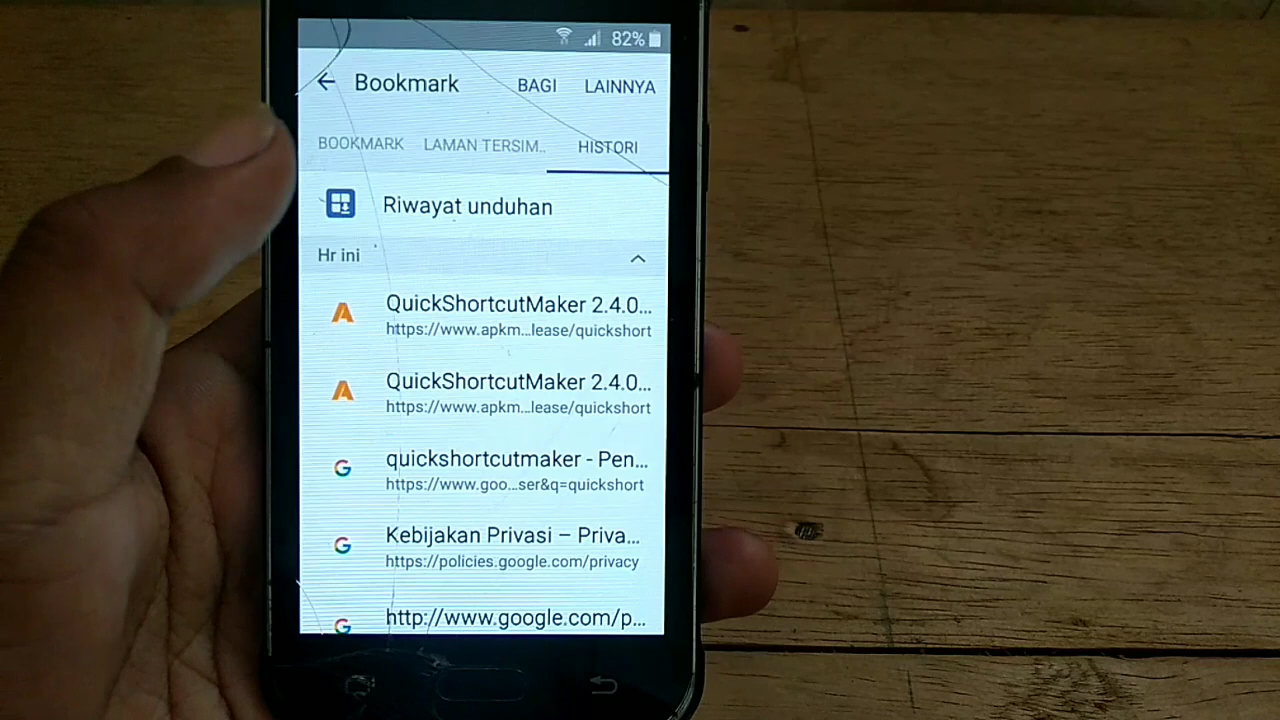 82%
Bookmark BAGI LAINNYA
BOOKMARK LAMAN TERSIM.. HISTORI
Riwayat unduhan
Hr ini
QuickShortcutMaker 2.4.0...
https://www.apkm...lease/quickshort
QuickShortcutMaker 2.4.0...
https://www.apkm...lease/quickshort
quickshortcutmaker - Pen...
https://www.goo...ser&q=quickshort
Kebijakan Privasi – Priva...
https://policies.google.com/privacy
http://www.google.com/p...